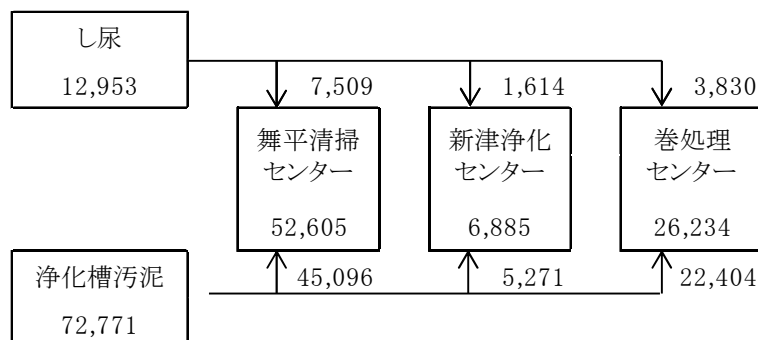 し尿
12,953
7,509
1,614
3,830
舞平清掃
センター
52,605
新津浄化
センター
6,885
巻処理
センター
26,234
浄化槽汚泥
72,771
45,096
5,271
22,404